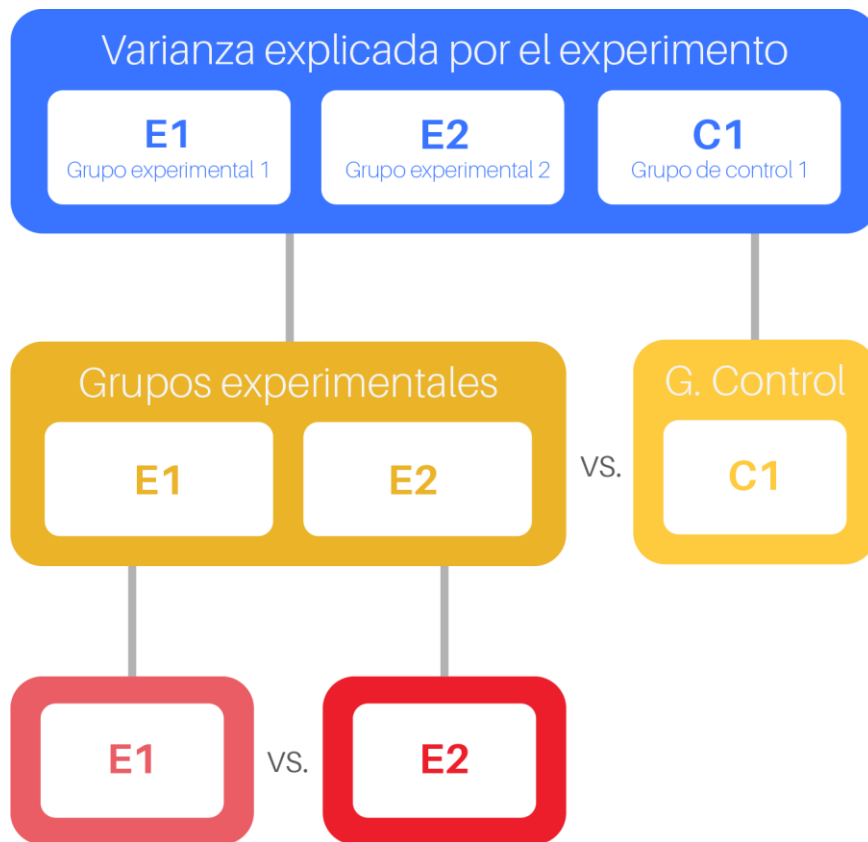 Varianza explicada por el experimento
E1
Grupo experimental 1
E2
Grupo experimental 2
C1
Grupo de control 1
Grupos experimentales
E1
E2
vs.
G. Control
C1
E1
vs.
E2